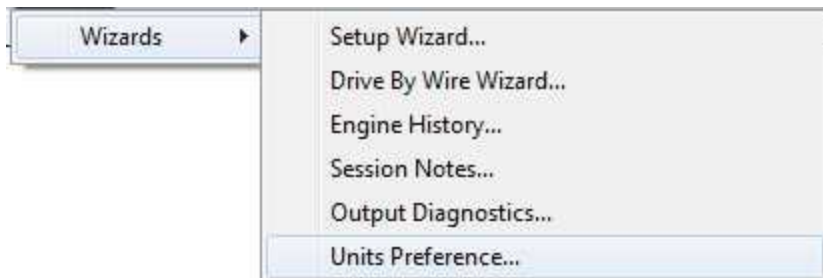 Wizards
Setup Wizard...
Drive By Wire Wizard...
Engine History...
Session Notes...
Output Diagnostics...
Units Preference...